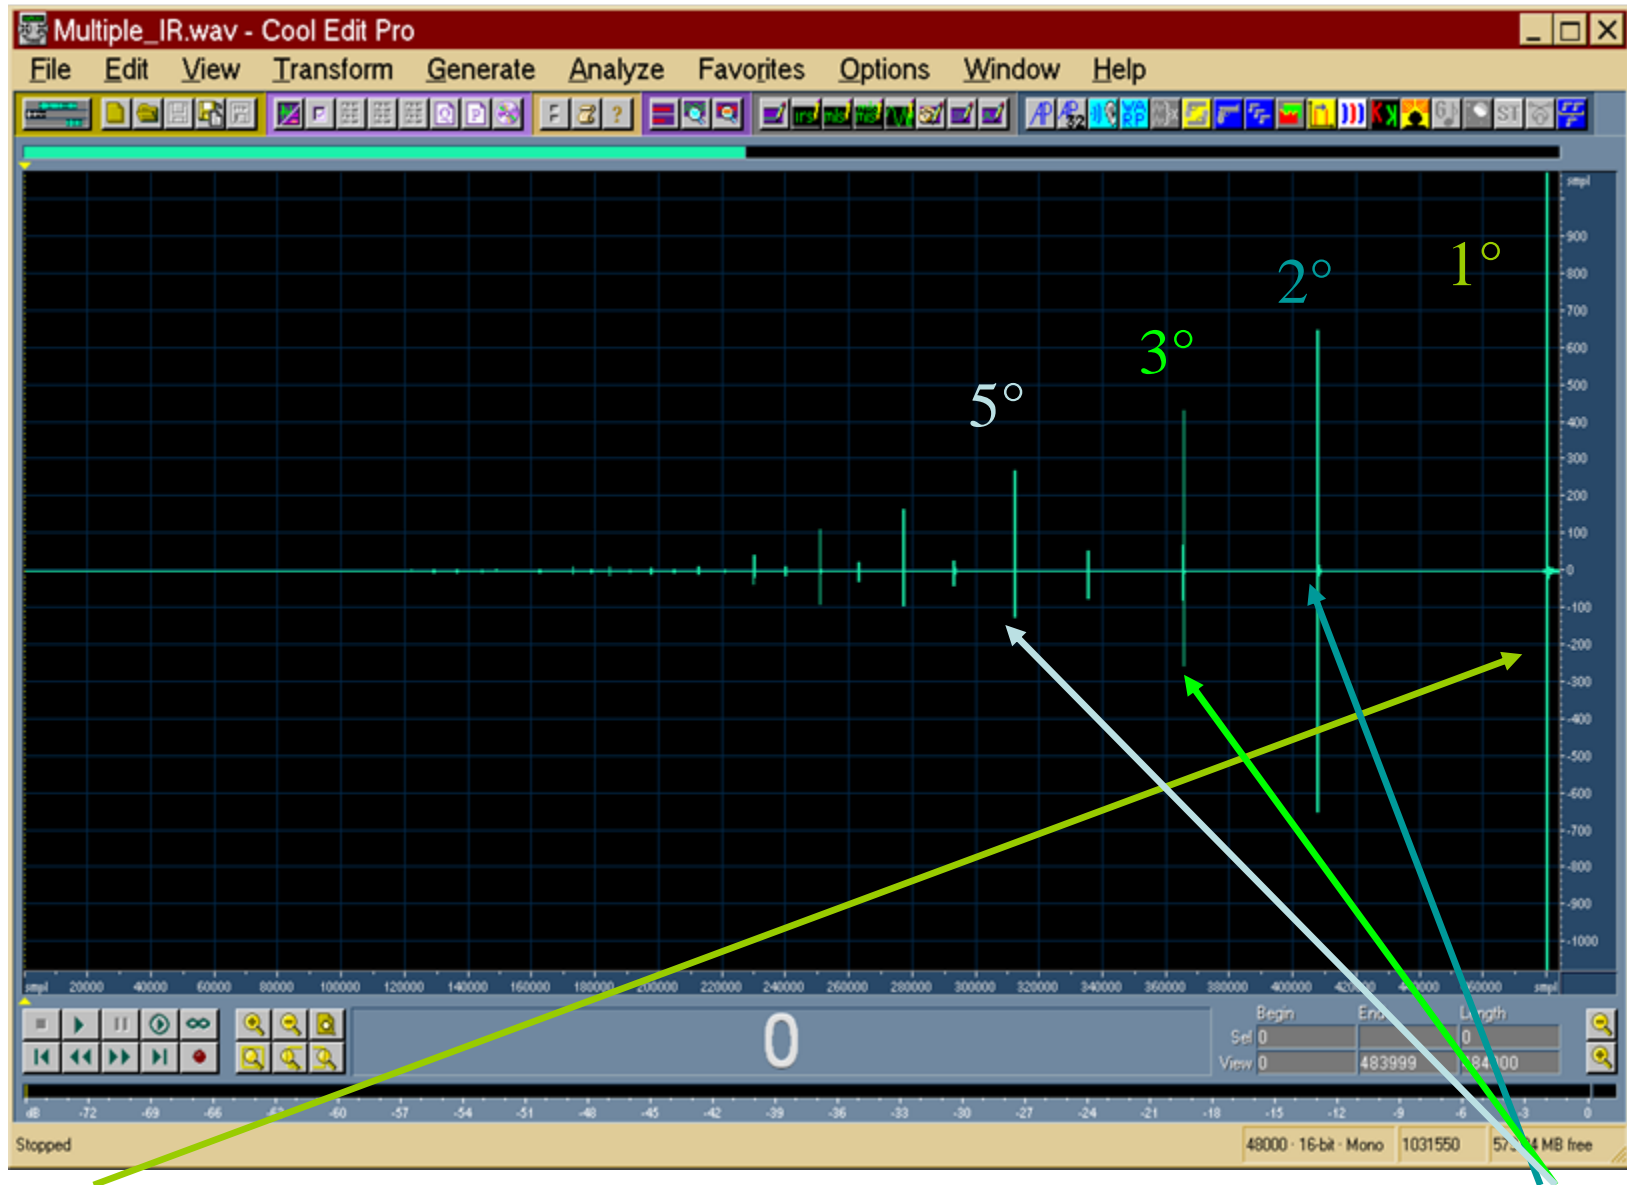 Multiple_IR.wav - Cool Edit Pro
File Edit View Transform Generate Analyze Favorites Options Window Help
smpl
900
1°
2°
800
700
3°
600
500
5°
400
300
200
100
0
-100
-200
-300
-400
-500
-600
-700
-800
-900
-1000
smpl 20000 40000 60000 80000 100000 120000 140000 160000 180000 200000 220000 240000 260000 280000 300000 320000 340000 360000 380000 400000 smpl
Begin End Length
Sel 0 0
View 0 483999
0
dB -72 -69 -66 -60 -57 -54 -51 -48 -45 -42 -39 -36 -33 -30 -27 -24 -21 -18 -15 -12 -9 -6 -3 0
Stopped 48000 · 16-bit · Mono 1031550 MB free